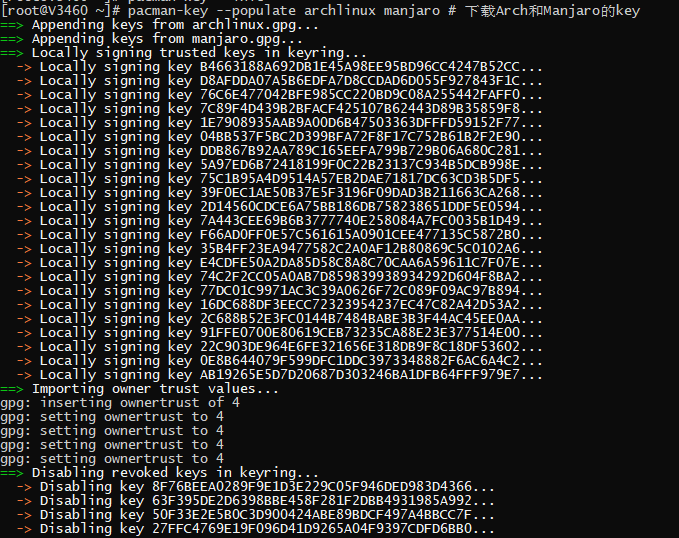 [root@V3460 ~]# pacman-key --populate archlinux manjaro # 下载Arch和Manjaro的key
==> Appending keys from archlinux.gpg...
==> Appending keys from manjaro.gpg...
==> Locally signing trusted keys in keyring...
-> Locally signing key B4663188A692DB1E45A98EE95BD96CC4247B52CC...
-> Locally signing key D8AFDDA07A5B6EDFA7D8CCDAD6D055F927843F1C...
-> Locally signing key 76C6E477042BFE985CC220BD9C08A255442FAFF0...
-> Locally signing key 7C89F4D439B2BFACF425107B62443D89B35859F8...
-> Locally signing key 1E7908935AAB9A00D6B47503363DFFFD59152F77...
-> Locally signing key 04BB537F5BC2D399BFA72F8F17C752B61B2F2E90...
-> Locally signing key DDB867B92AA789C165EEFA799B729B06A680C281...
-> Locally signing key 5A97ED6B72418199F0C22B23137C934B5DCB998E...
-> Locally signing key 75C1B95A4D9514A57EB2DAE71817DC63CD3B5DF5...
-> Locally signing key 39F0EC1AE50B37E5F3196F09DAD3B211663CA268...
-> Locally signing key 2D14560CDCE6A75BB186DB758238651DDF5E0594...
-> Locally signing key 7A443CEE69B6B3777740E258084A7FC0035B1D49...
-> Locally signing key F66AD0FF0E57C561615A0901CEE477135C5872B0...
-> Locally signing key 35B4FF23EA9477582C2A0AF12B80869C5C0102A6...
-> Locally signing key E4CDFE50A2DA85D58C8A8C70CAA6A59611C7F07E...
-> Locally signing key 74C2F2CC05A0AB7D859839938934292D604F8BA2...
-> Locally signing key 77DC01C9971AC3C39A0626F72C089F09AC97B894...
-> Locally signing key 16DC688DF3EECC72323954237EC47C82A42D53A2...
-> Locally signing key 2C688B52E3FC0144B7484BABE3B3F44AC45EE0AA...
-> Locally signing key 91FFE0700E80619CEB73235CA88E23E377514E00...
-> Locally signing key 22C903DE964E6FE321656E318DB9F8C18DF53602...
-> Locally signing key 0E8B644079F599DFC1DDC3973348882F6AC6A4C2...
-> Locally signing key AB19265E5D7D20687D303246BA1DFB64FFF979E7...
==> Importing owner trust values...
gpg: inserting ownertrust of 4
gpg: setting ownertrust to 4
gpg: setting ownertrust to 4
gpg: setting ownertrust to 4
gpg: setting ownertrust to 4
==> Disabling revoked keys in keyring...
-> Disabling key 8F76BEEA0289F9E1D3E229C05F946DED983D4366...
-> Disabling key 63F395DE2D6398BBE458F281F2DBB4931985A992...
-> Disabling key 50F33E2E5B0C3D900424ABE89BDCF497A4BBCC7F...
-> Disabling key 27FFC4769E19F096D41D9265A04F9397CDFD6BB0...